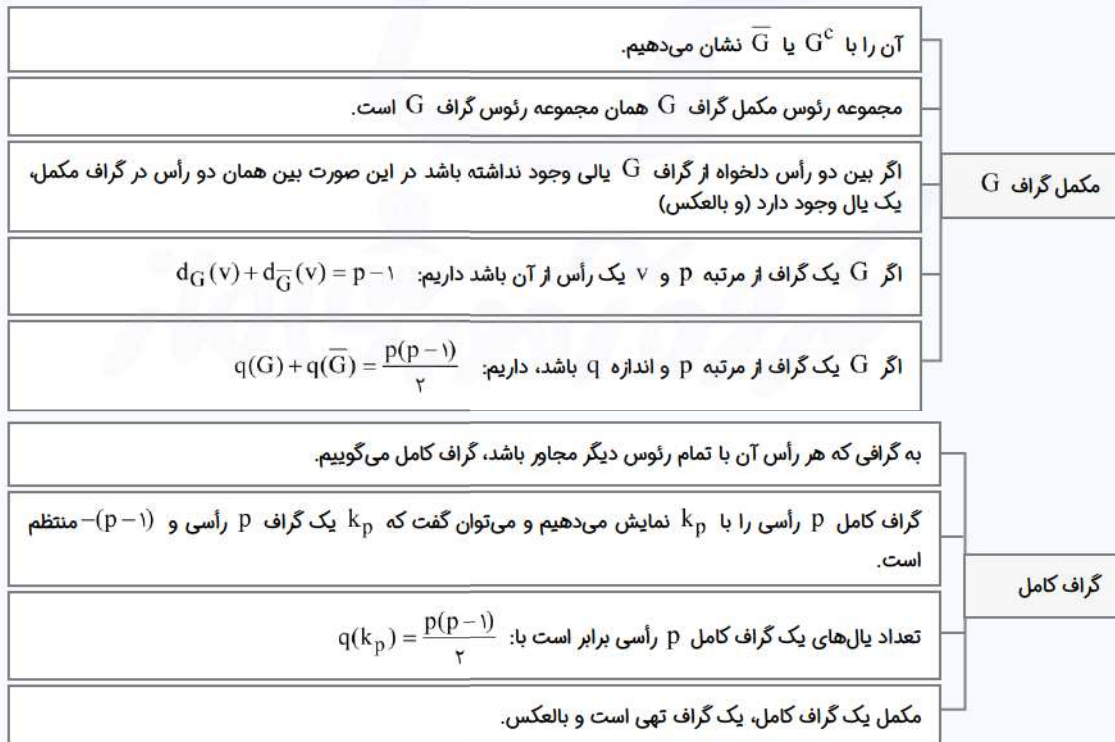 مکمل گراف G
آن را با G^c یا \overline{G} نشان می‌دهیم.
مجموعه رئوس مکمل گراف G همان مجموعه رئوس گراف G است.
اگر بین دو رأس دلخواه از گراف G یالی وجود نداشته باشد در این صورت بین همان دو رأس در گراف مکمل،
یک یال وجود دارد (و بالعکس)
اگر G یک گراف از مرتبه p و v یک رأس از آن باشد داریم: d_G(v)+d_{\overline{G}}(v)=p-۱
اگر G یک گراف از مرتبه p و اندازه q باشد، داریم: q(G)+q(\overline{G})=\frac{p(p-۱)}{۲}
گراف کامل
به گرافی که هر رأس آن با تمام رئوس دیگر مجاور باشد، گراف کامل می‌گوییم.
گراف کامل p رأسی را با k_p نمایش می‌دهیم و می‌توان گفت که k_p یک گراف p رأسی و (p-۱)-منتظم
است.
تعداد یال‌های یک گراف کامل p رأسی برابر است با: q(k_p)=\frac{p(p-۱)}{۲}
مکمل یک گراف کامل، یک گراف تهی است و بالعکس.